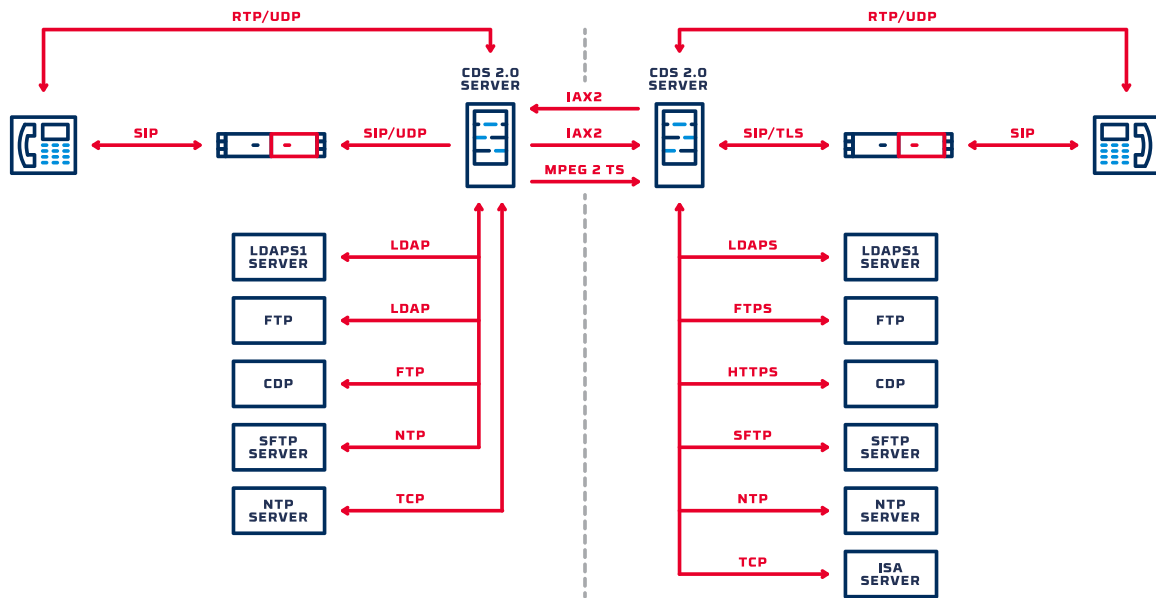 RTP/UDP
RTP/UDP
CDS 2.0
SERVER
CDS 2.0
SERVER
IAX2
SIP
SIP/UDP
IAX2
SIP/TLS
SIP
MPEG 2 TS
LDAPS1
SERVER
LDAP
LDAPS
LDAPS1
SERVER
FTP
LDAP
FTPS
FTP
CDP
FTP
HTTPS
CDP
SFTP
SERVER
NTP
SFTP
SFTP
SERVER
NTP
SERVER
TCP
NTP
NTP
SERVER
TCP
ISA
SERVER